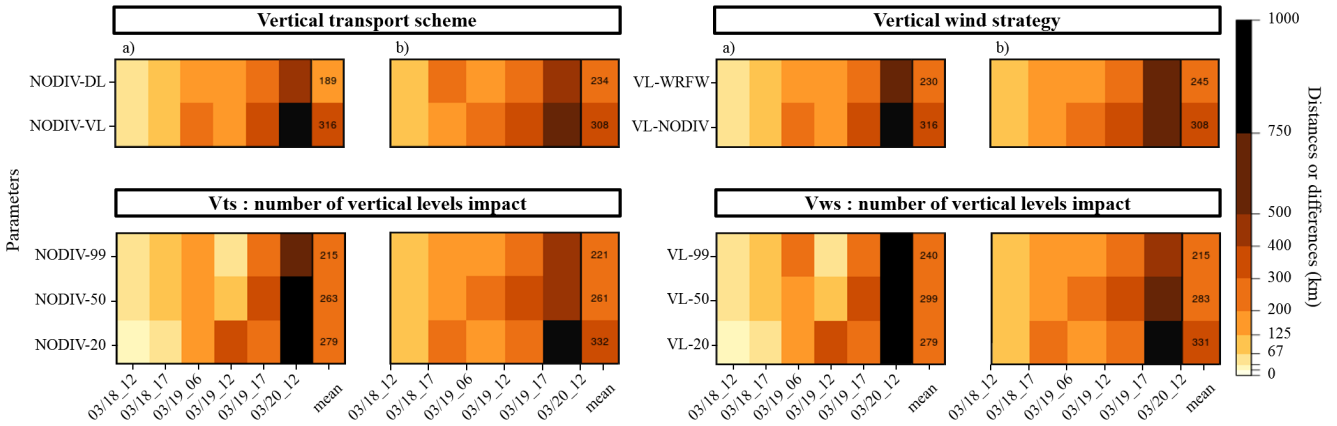 Vertical transport scheme
Vertical wind strategy
a)
b)
a)
b)
NODIV-DL
189
234
VL-WRFW
230
245
NODIV-VL
316
308
VL-NODIV
316
308
Parameters
Vts : number of vertical levels impact
Vws : number of vertical levels impact
NODIV-99
215
221
VL-99
240
215
NODIV-50
263
261
VL-50
299
283
NODIV-20
279
332
VL-20
279
331
03/18_12
03/18_17
03/19_06
03/19_12
03/19_17
03/20_12
mean
03/18_12
03/18_17
03/19_06
03/19_12
03/19_17
03/20_12
mean
03/18_12
03/18_17
03/19_06
03/19_12
03/19_17
03/20_12
mean
03/18_12
03/18_17
03/19_06
03/19_12
03/19_17
03/20_12
mean
1000
750
500
400
300
200
125
67
0
Distances or differences (km)